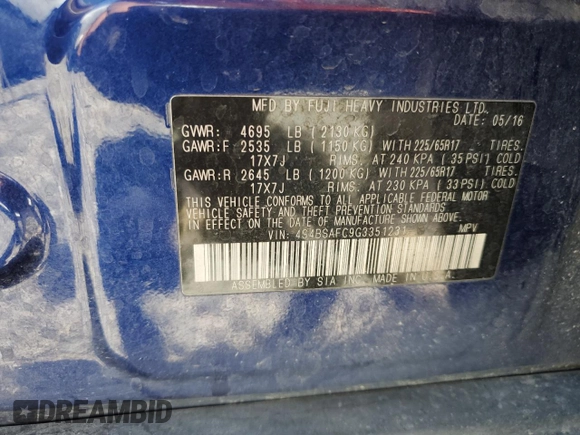 MFD BY FUJI HEAVY INDUSTRIES LTD.
DATE: 05/16
GVWR: 4695 LB (2130 KG)
GAWR:F 2535 LB (1150 KG) WITH 225/65R17 TIRES.
17X7J RIMS. AT 240 KPA (35 PSI) COLD
GAWR:R 2645 LB (1200 KG) WITH 225/65R17 TIRES.
17X7J RIMS. AT 230 KPA (33 PSI) COLD
THIS VEHICLE CONFORMS TO ALL APPLICABLE FEDERAL MOTOR
VEHICLE SAFETY AND THEFT PREVENTION STANDARDS IN
EFFECT ON THE DATE OF MANUFACTURE SHOWN ABOVE.
VIN: 4S4BSAFC9G3351231 MPV
ASSEMBLED BY SIA INC. MADE IN U.S.A.
DREAMBID